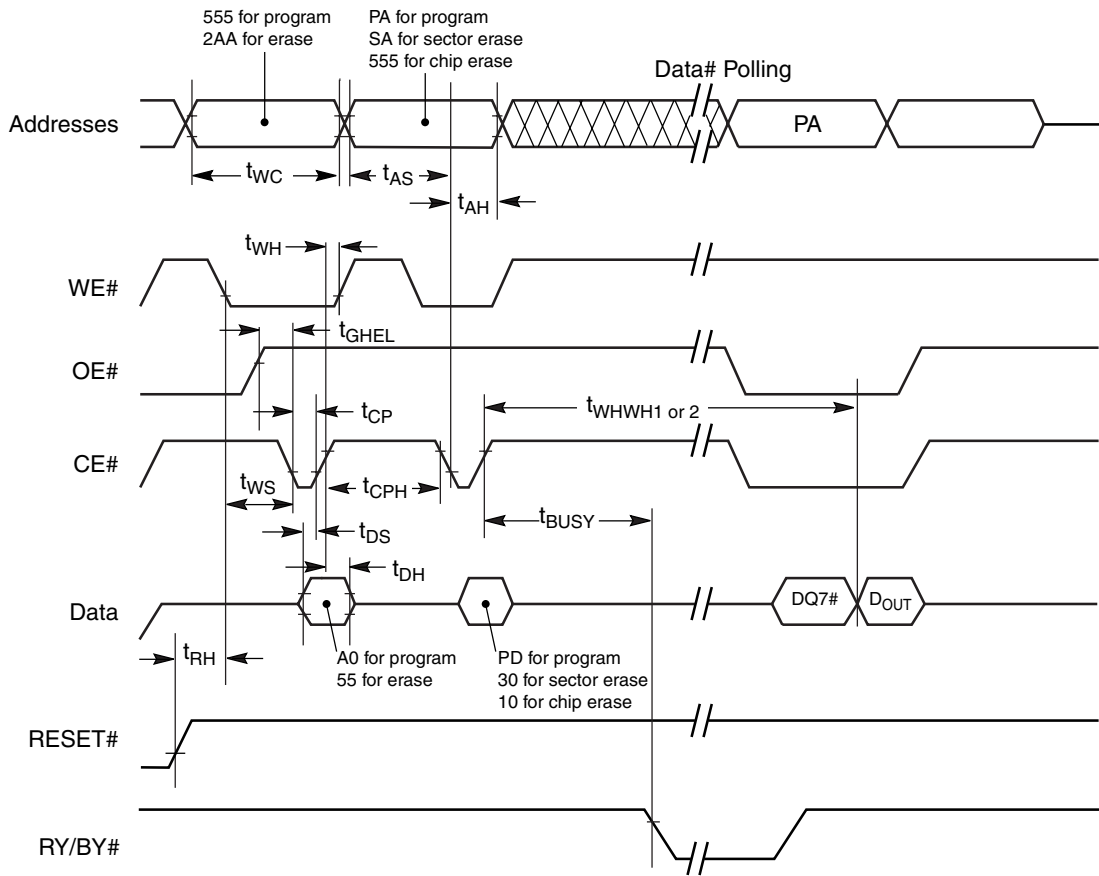 555 for program
2AA for erase
PA for program
SA for sector erase
555 for chip erase
Data# Polling
Addresses
PA
tWC
tAS
tAH
tWH
WE#
tGHEL
OE#
tWHWH1 or 2
tCP
CE#
tWS
tCPH
tBUSY
tDS
tDH
Data
DQ7#
DOUT
tRH
A0 for program
55 for erase
PD for program
30 for sector erase
10 for chip erase
RESET#
RY/BY#